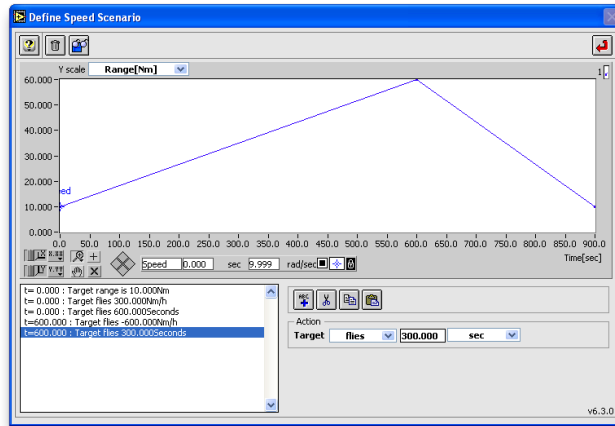 Define Speed Scenario
Y scale Range[Nm]
1
60.000
50.000
40.000
30.000
20.000
10.000
0.000
ed
0.0 50.0 100.0 150.0 200.0 250.0 300.0 350.0 400.0 450.0 500.0 550.0 600.0 650.0 700.0 750.0 800.0 850.0 900.0
Time[sec]
Speed 0.000 sec 9.999 rad/sec
t= 0.000 : Target range is 10.000Nm
t= 0.000 : Target flies 300.000Nm/h
t= 0.000 : Target flies 600.000Seconds
t=600.000 : Target flies -600.000Nm/h
t=600.000 : Target flies 300.000Seconds
ABC
Action
Target flies 300.000 sec
v6.3.0